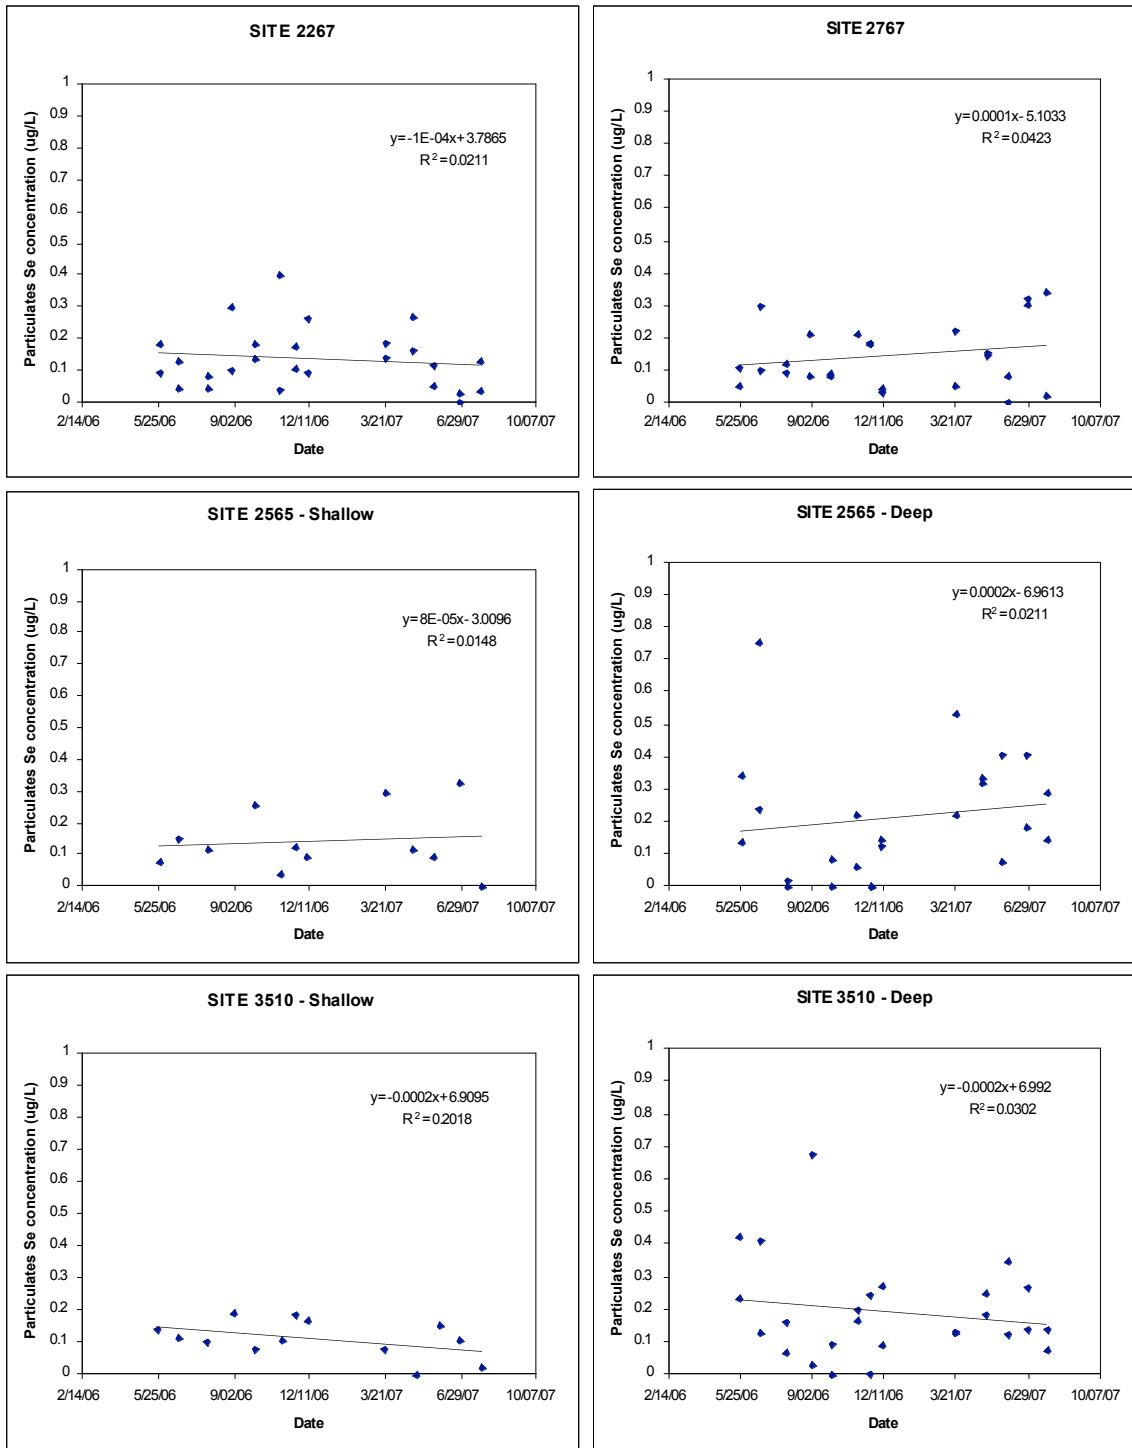 SITE 2267
Particulates Se concentration (ug/L)
1
0.9
0.8
0.7
0.6
0.5
0.4
0.3
0.2
0.1
0
y = -1E-04x + 3.7865
R² = 0.0211
2/14/06 5/25/06 9/02/06 12/11/06 3/21/07 6/29/07 10/07/07
Date
SITE 2767
Particulates Se concentration (ug/L)
1
0.9
0.8
0.7
0.6
0.5
0.4
0.3
0.2
0.1
0
y = 0.0001x - 5.1033
R² = 0.0423
2/14/06 5/25/06 9/02/06 12/11/06 3/21/07 6/29/07 10/07/07
Date
SITE 2565 - Shallow
Particulates Se concentration (ug/L)
1
0.9
0.8
0.7
0.6
0.5
0.4
0.3
0.2
0.1
0
y = 8E-05x - 3.0096
R² = 0.0148
2/14/06 5/25/06 9/02/06 12/11/06 3/21/07 6/29/07 10/07/07
Date
SITE 2565 - Deep
Particulates Se concentration (ug/L)
1
0.9
0.8
0.7
0.6
0.5
0.4
0.3
0.2
0.1
0
y = 0.0002x - 6.9613
R² = 0.0211
2/14/06 5/25/06 9/02/06 12/11/06 3/21/07 6/29/07 10/07/07
Date
SITE 3510 - Shallow
Particulates Se concentration (ug/L)
1
0.9
0.8
0.7
0.6
0.5
0.4
0.3
0.2
0.1
0
y = -0.0002x + 6.9095
R² = 0.2018
2/14/06 5/25/06 9/02/06 12/11/06 3/21/07 6/29/07 10/07/07
Date
SITE 3510 - Deep
Particulates Se concentration (ug/L)
1
0.9
0.8
0.7
0.6
0.5
0.4
0.3
0.2
0.1
0
y = -0.0002x + 6.992
R² = 0.0302
2/14/06 5/25/06 9/02/06 12/11/06 3/21/07 6/29/07 10/07/07
Date